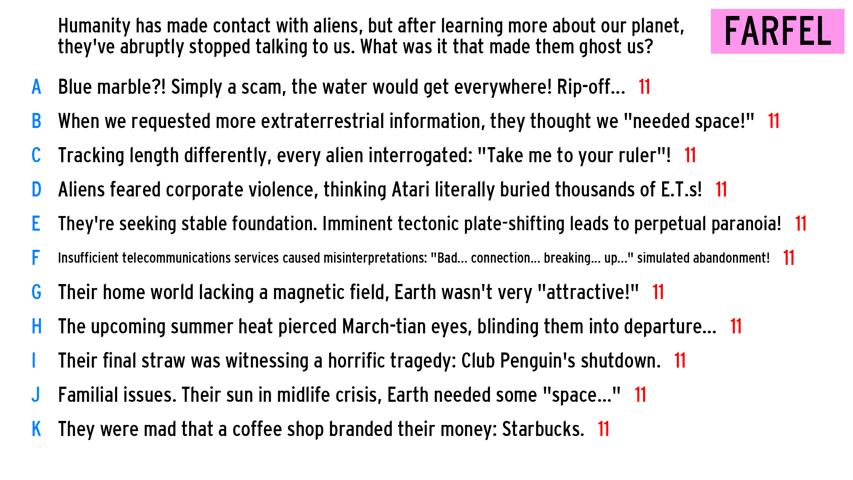 Humanity has made contact with aliens, but after learning more about our planet,
they've abruptly stopped talking to us. What was it that made them ghost us?
FARFEL
A Blue marble?! Simply a scam, the water would get everywhere! Rip-off... 11
B When we requested more extraterrestrial information, they thought we "needed space!" 11
C Tracking length differently, every alien interrogated: "Take me to your ruler"! 11
D Aliens feared corporate violence, thinking Atari literally buried thousands of E.T.s! 11
E They're seeking stable foundation. Imminent tectonic plate-shifting leads to perpetual paranoia! 11
F Insufficient telecommunications services caused misinterpretations: "Bad... connection... breaking... up..." simulated abandonment! 11
G Their home world lacking a magnetic field, Earth wasn't very "attractive!" 11
H The upcoming summer heat pierced March-tian eyes, blinding them into departure... 11
I Their final straw was witnessing a horrific tragedy: Club Penguin's shutdown. 11
J Familial issues. Their sun in midlife crisis, Earth needed some "space..." 11
K They were mad that a coffee shop branded their money: Starbucks. 11